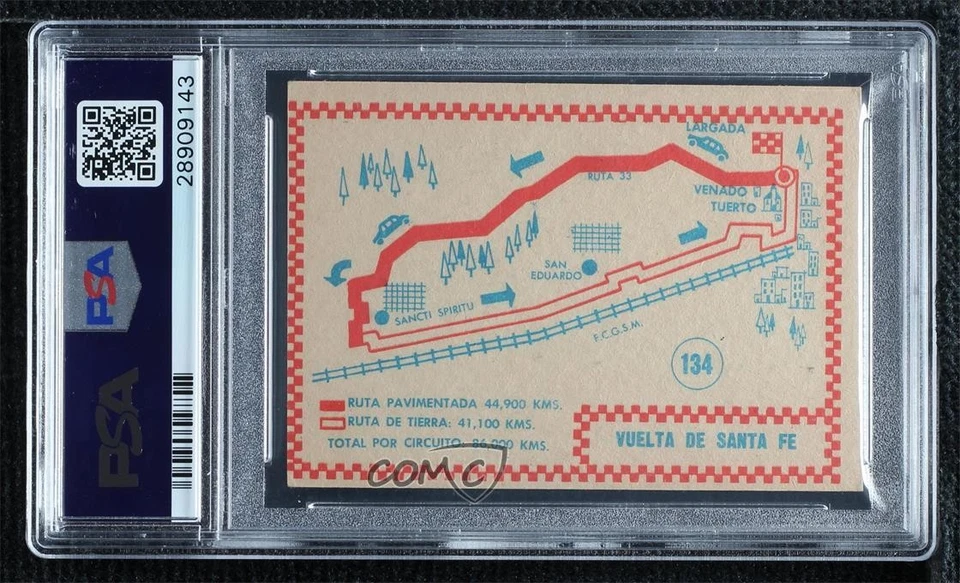 28909143
PSA
PSA
LARGADA
RUTA 33
VENADO
TUERTO
SAN
EDUARDO
SANCTI SPIRITU
F.C.G.S.M.
134
RUTA PAVIMENTADA 44,900 KMS.
RUTA DE TIERRA: 41,100 KMS.
TOTAL POR CIRCUITO: 86,000 KMS.
VUELTA DE SANTA FE
COMC